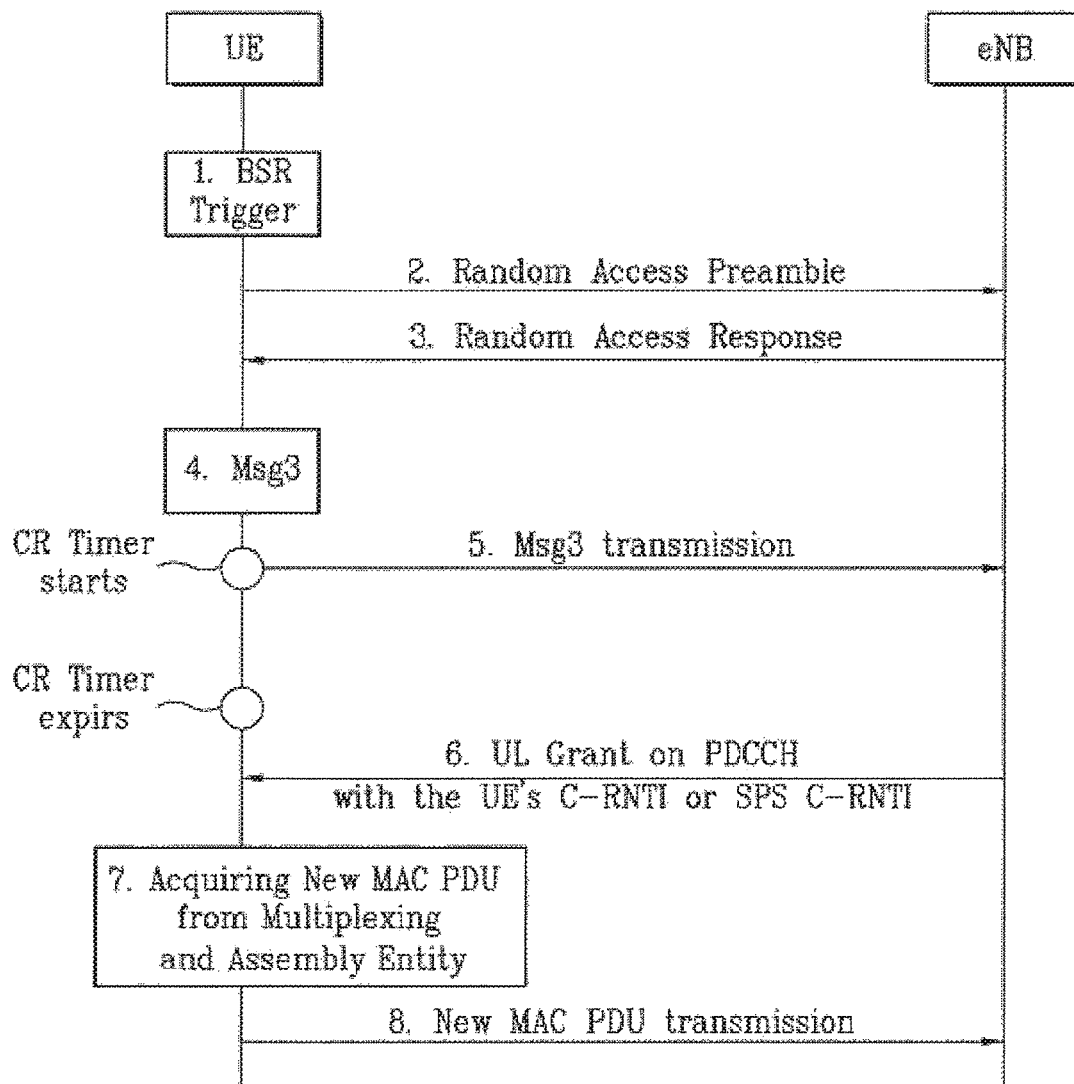 UE
eNB
1. BSR
Trigger
2. Random Access Preamble
3. Random Access Response
4. Msg3
CR Timer
starts
5. Msg3 transmission
CR Timer
expirs
6. UL Grant on PDCCH
with the UE's C-RNTI or SPS C-RNTI
7. Acquiring New MAC PDU
from Multiplexing
and Assembly Entity
8. New MAC PDU transmission